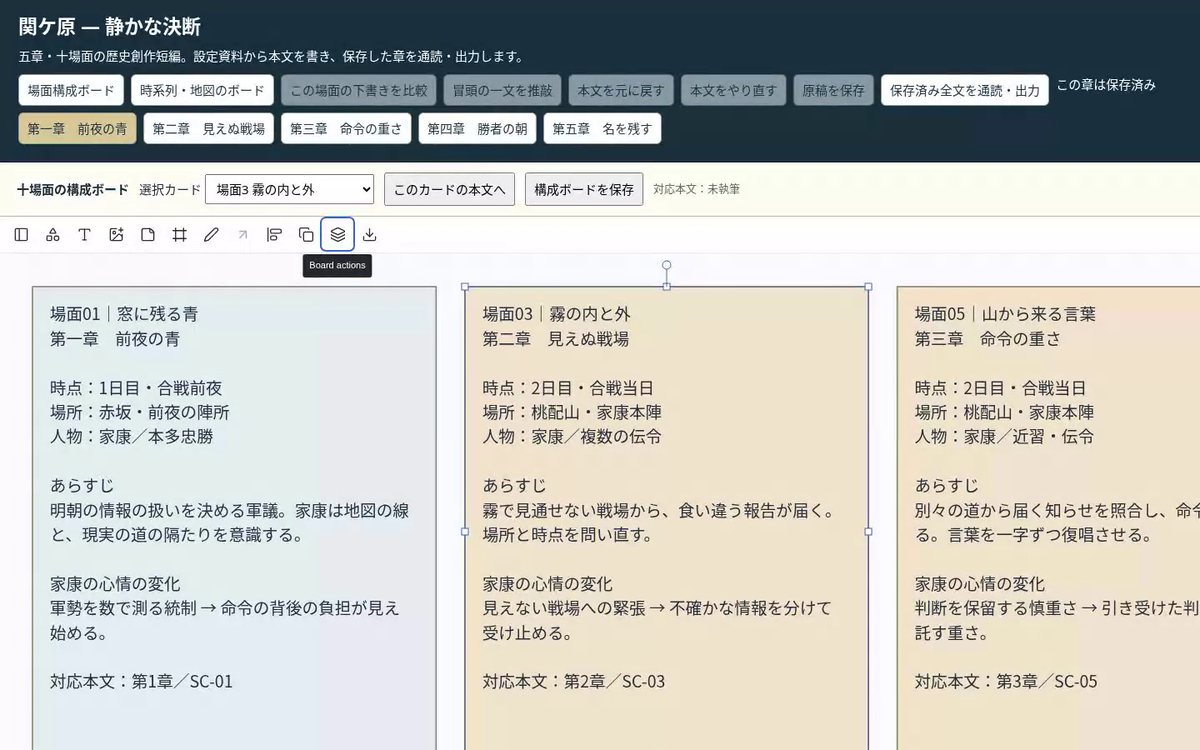 関ケ原 — 静かな決断
五章・十場面の歴史創作短編。設定資料から本文を書き、保存した章を通読・出力します。
場面構成ボード 時系列・地図のボード この場面の下書きを比較 冒頭の一文を推敲 本文を元に戻す 本文をやり直す 原稿を保存 保存済み全文を通読・出力 この章は保存済み
第一章　前夜の青 第二章　見えぬ戦場 第三章　命令の重さ 第四章　勝者の朝 第五章　名を残す
十場面の構成ボード 選択カード 場面3 霧の内と外 このカードの本文へ 構成ボードを保存 対応本文：未執筆
Board actions
場面01｜窓に残る青
第一章　前夜の青
時点：1日目・合戦前夜
場所：赤坂・前夜の陣所
人物：家康／本多忠勝
あらすじ
明朝の情報の扱いを決める軍議。家康は地図の線
と、現実の道の隔たりを意識する。
家康の心情の変化
軍勢を数で測る統制 → 命令の背後の負担が見え
始める。
対応本文：第1章／SC-01
場面03｜霧の内と外
第二章　見えぬ戦場
時点：2日目・合戦当日
場所：桃配山・家康本陣
人物：家康／複数の伝令
あらすじ
霧で見通せない戦場から、食い違う報告が届く。
場所と時点を問い直す。
家康の心情の変化
見えない戦場への緊張 → 不確かな情報を分けて
受け止める。
対応本文：第2章／SC-03
場面05｜山から来る言葉
第三章　命令の重さ
時点：2日目・合戦当日
場所：桃配山・家康本陣
人物：家康／近習・伝令
あらすじ
別々の道から届く知らせを照合し、命令
る。言葉を一字ずつ復唱させる。
家康の心情の変化
判断を保留する慎重さ → 引き受けた判
託す重さ。
対応本文：第3章／SC-05